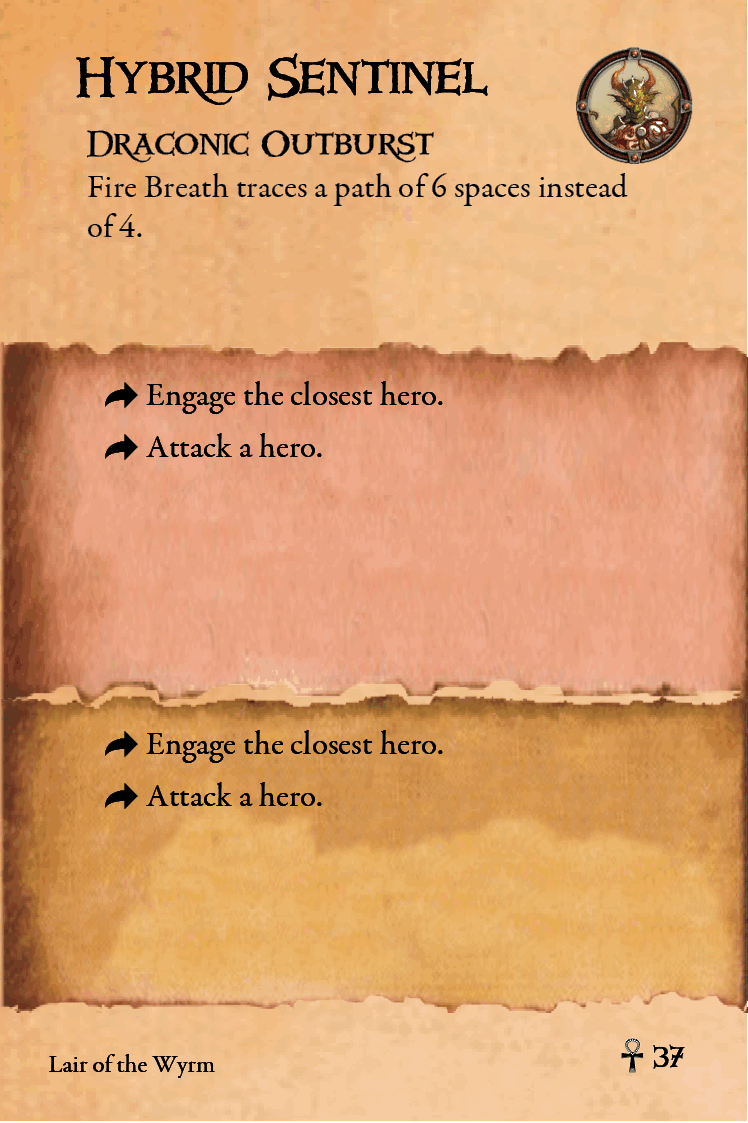 Hybrid Sentinel
Draconic Outburst
Fire Breath traces a path of 6 spaces instead
of 4.
Engage the closest hero.
Attack a hero.
Engage the closest hero.
Attack a hero.
Lair of the Wyrm
37